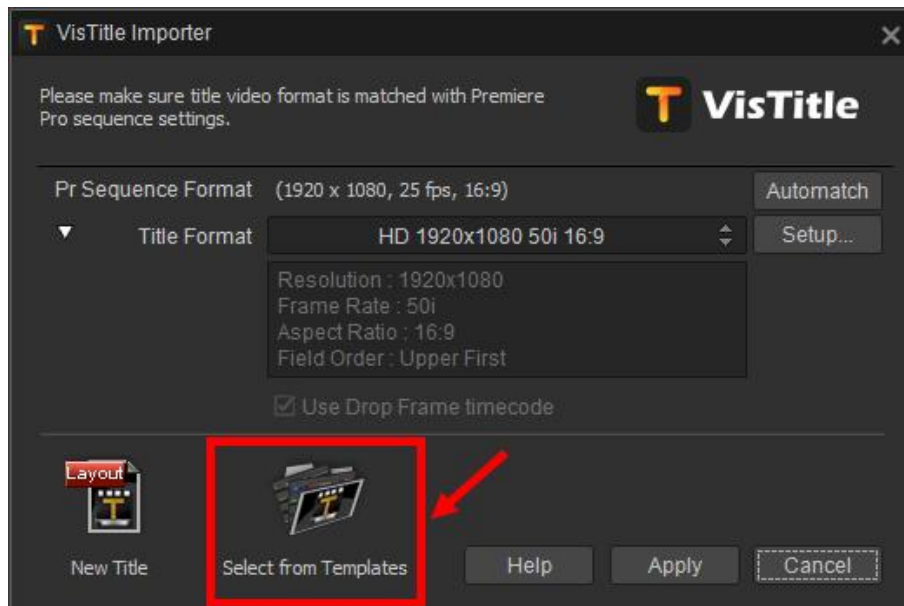 VisTitle Importer
Please make sure title video format is matched with Premiere
Pro sequence settings.
T VisTitle
Pr Sequence Format (1920 x 1080, 25 fps, 16:9) Automatch
Title Format HD 1920x1080 50i 16:9 Setup...
Resolution : 1920x1080
Frame Rate : 50i
Aspect Ratio : 16:9
Field Order : Upper First
Use Drop Frame timecode
Layout
T
T
New Title Select from Templates Help Apply Cancel